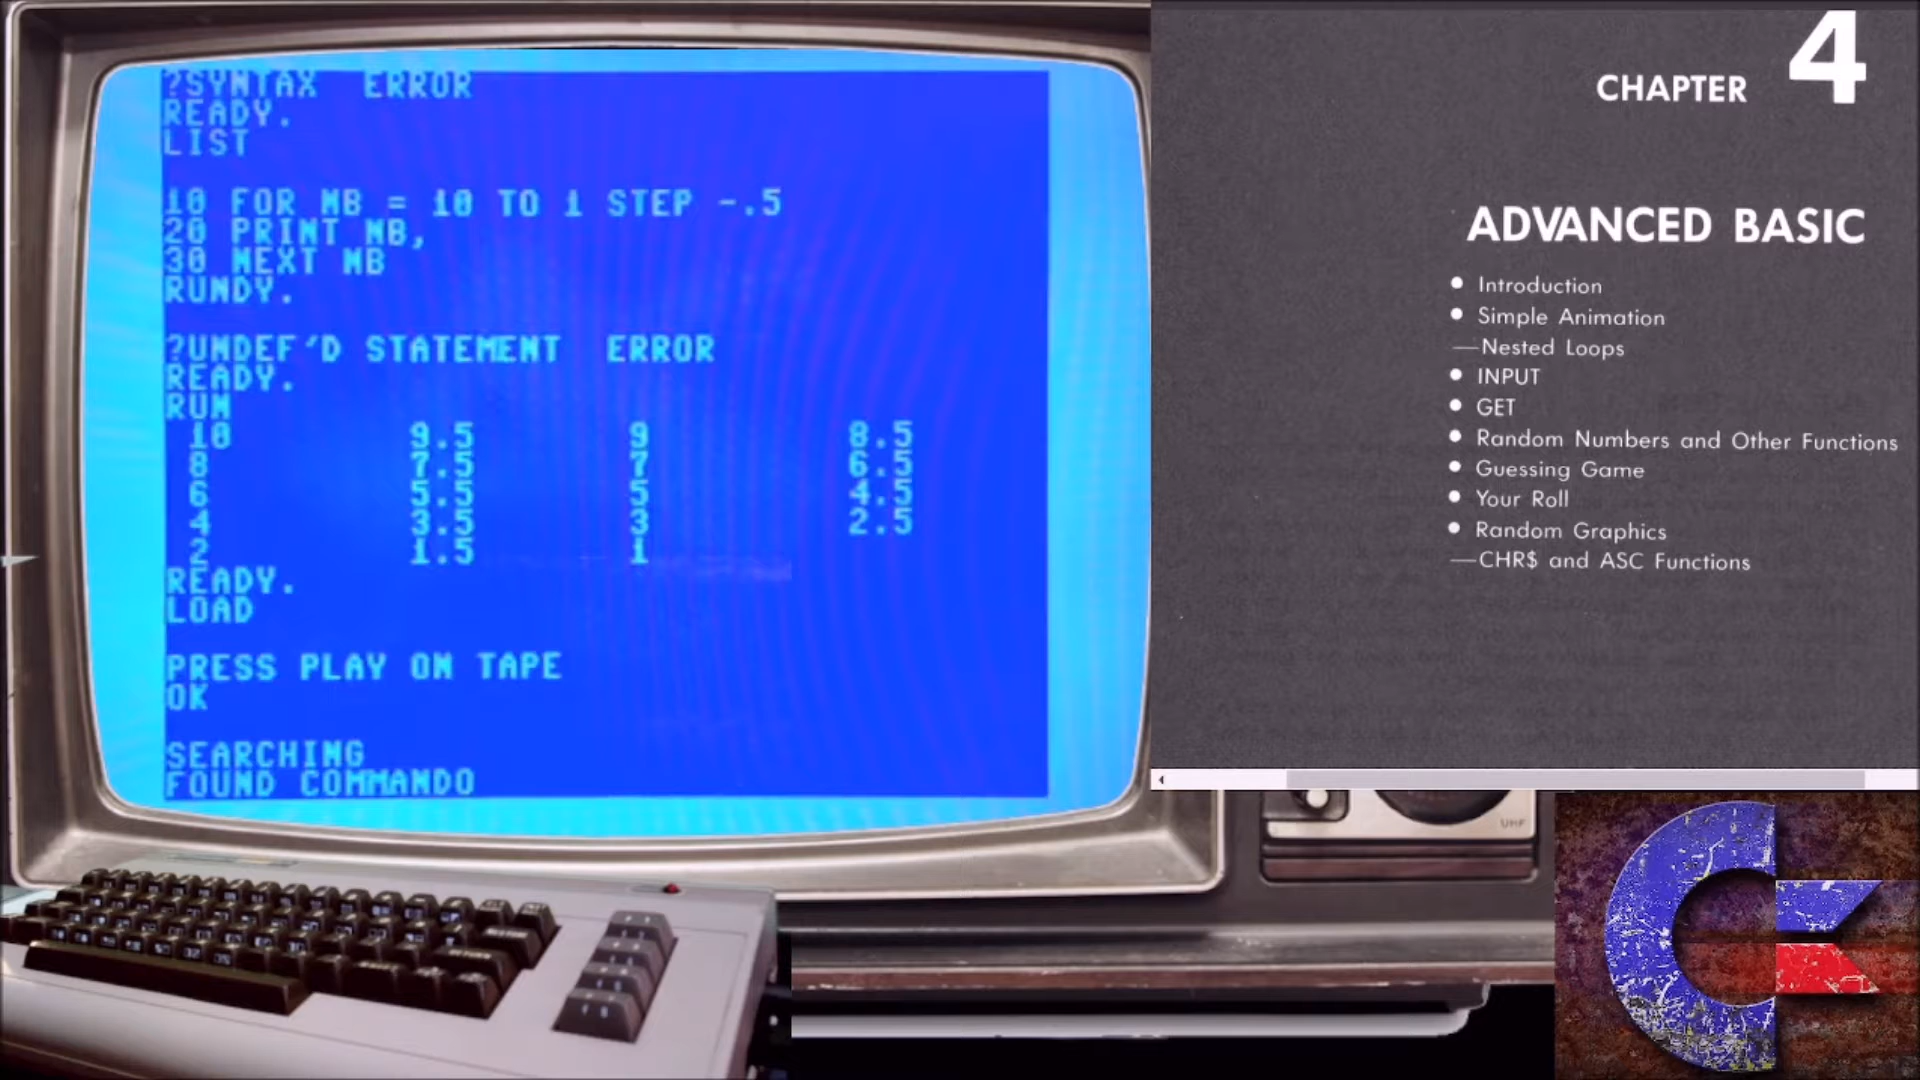 ?SYNTAX ERROR
READY.
LIST
10 FOR MB = 10 TO 1 STEP -.5
20 PRINT MB,
30 NEXT MB
RUNDY.
?UNDEF'D STATEMENT ERROR
READY.
RUN
10 9.5 9 8.5
8 7.5 7 6.5
6 5.5 5 4.5
4 3.5 3 2.5
2 1.5 1
READY.
LOAD
PRESS PLAY ON TAPE
OK
SEARCHING
FOUND COMMANDO
CHAPTER 4
ADVANCED BASIC
• Introduction
• Simple Animation
—Nested Loops
• INPUT
• GET
• Random Numbers and Other Functions
• Guessing Game
• Your Roll
• Random Graphics
—CHR$ and ASC Functions
UHF